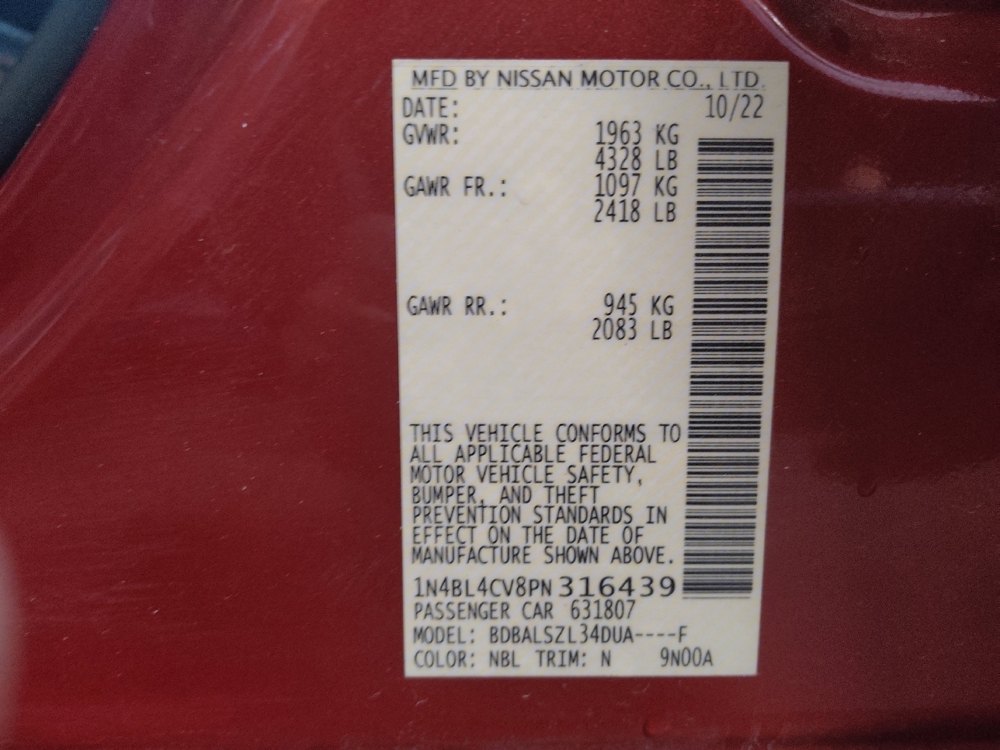 MFD BY NISSAN MOTOR CO., LTD.
DATE: 10/22
GVWR: 1963 KG
4328 LB
GAWR FR.: 1097 KG
2418 LB
GAWR RR.: 945 KG
2083 LB
THIS VEHICLE CONFORMS TO
ALL APPLICABLE FEDERAL
MOTOR VEHICLE SAFETY,
BUMPER, AND THEFT
PREVENTION STANDARDS IN
EFFECT ON THE DATE OF
MANUFACTURE SHOWN ABOVE.
1N4BL4CV8PN316439
PASSENGER CAR 631807
MODEL: BDBALSZL34DUA----F
COLOR: NBL TRIM: N 9N00A